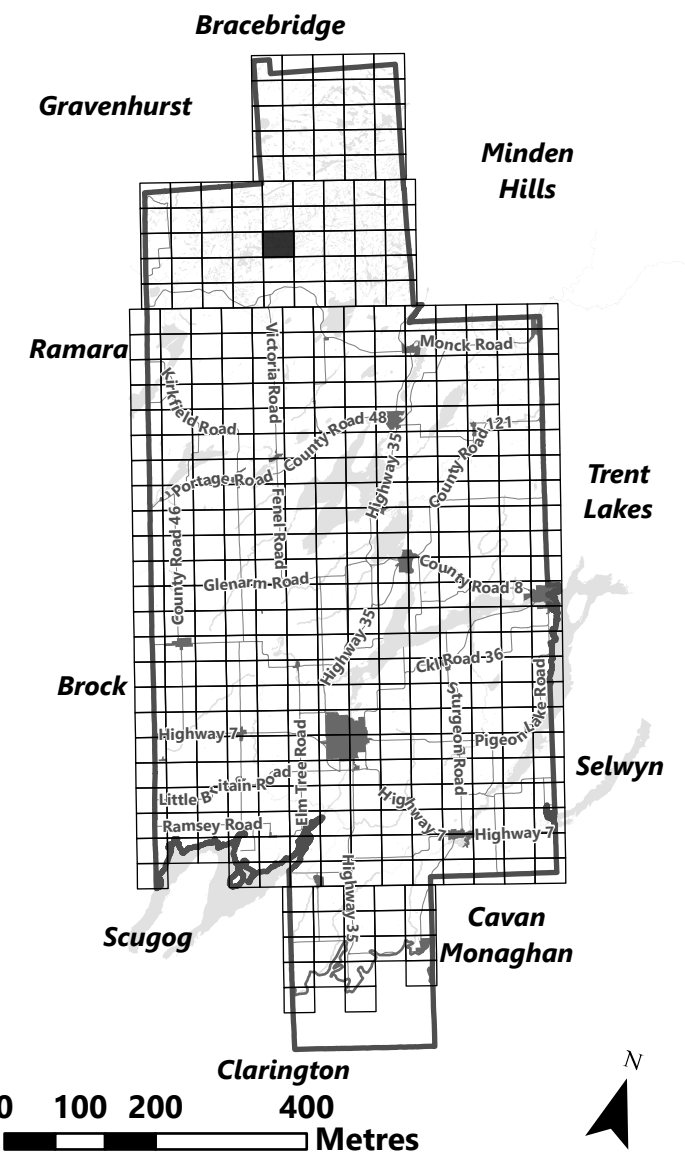 Bracebridge
Gravenhurst
Minden
Hills
Ramara
Victoria Road
Monck Road
Kirkfield Road
County Road 48
Highway 35
County Road 121
Portage Road
Trent
Lakes
County Road 46
Fenel Road
Glenarm Road
County Road 8
Highway 35
Ckl Road 36
Brock
Sturgeon Road
Pigeon Lake Road
Highway 7
Elm Tree Road
Selwyn
Little Britain Road
Highway 7
Highway 7
Ramsey Road
Highway 35
Scugog
Cavan
Monaghan
Clarington
N
0 100 200 400
Metres